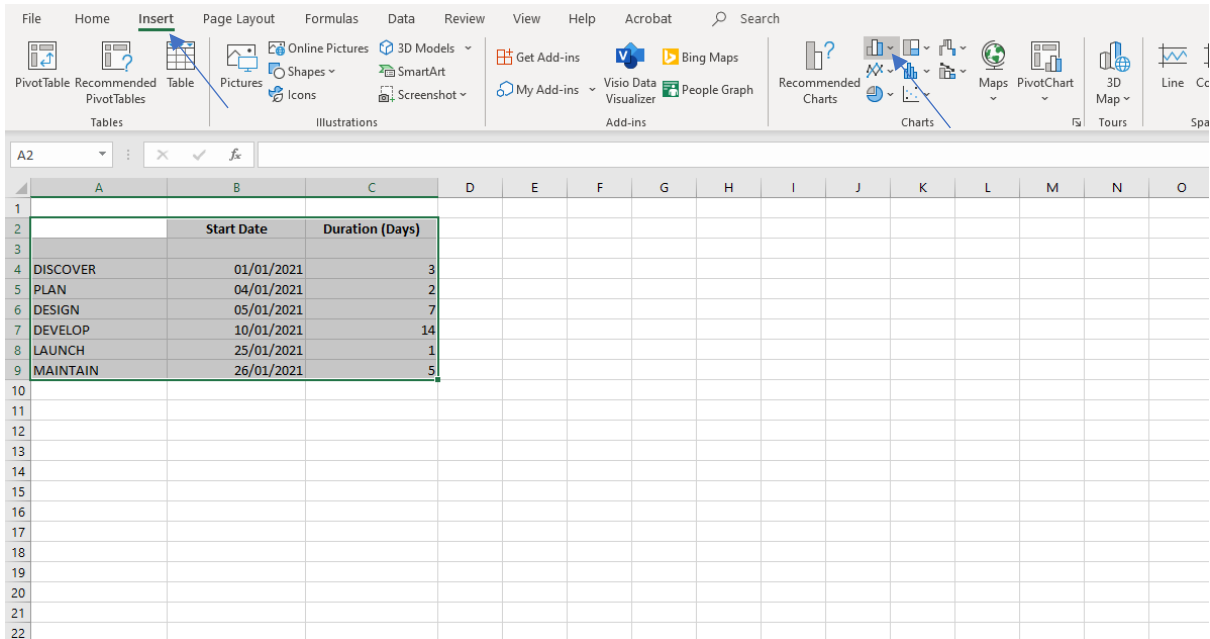 File Home Insert Page Layout Formulas Data Review View Help Acrobat Search
PivotTable Recommended PivotTables Table
Tables
Pictures Online Pictures 3D Models
Shapes SmartArt
Icons Screenshot
Illustrations
Get Add-ins
My Add-ins
Visio Data Visualizer
Bing Maps
People Graph
Add-ins
Recommended Charts
Maps PivotChart
Charts
3D Map
Tours
Line
A2 fx
A B C D E F G H I J K L M N O
1
2 Start Date Duration (Days)
3
4 DISCOVER 01/01/2021 3
5 PLAN 04/01/2021 2
6 DESIGN 05/01/2021 7
7 DEVELOP 10/01/2021 14
8 LAUNCH 25/01/2021 1
9 MAINTAIN 26/01/2021 5
10
11
12
13
14
15
16
17
18
19
20
21
22